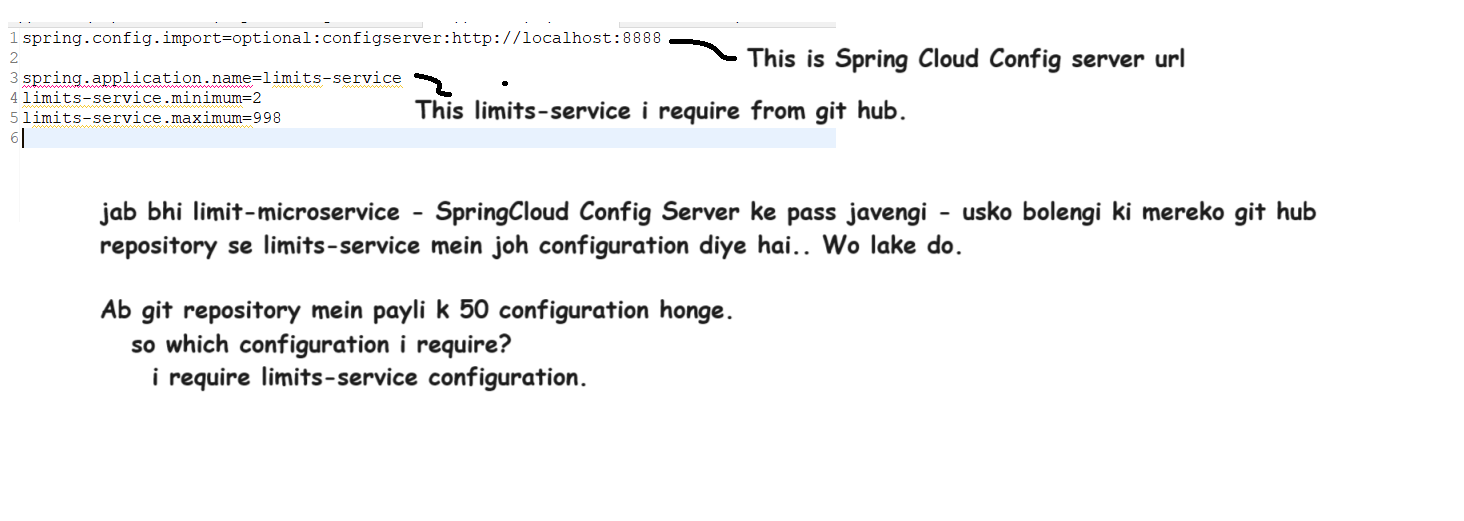 1 spring.config.import=optional:configserver:http://localhost:8888
This is Spring Cloud Config server url
2
3 spring.application.name=limits-service
4 limits-service.minimum=2
This limits-service i require from git hub.
5 limits-service.maximum=998
6
jab bhi limit-microservice - SpringCloud Config Server ke pass javengi - usko bolengi ki mereko git hub
repository se limits-service mein joh configuration diye hai.. Wo lake do.
Ab git repository mein payli k 50 configuration honge.
so which configuration i require?
i require limits-service configuration.